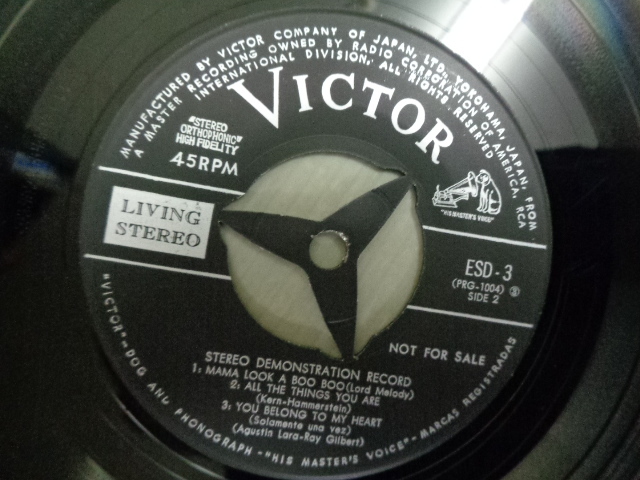 MANUFACTURED BY VICTOR COMPANY OF JAPAN, LTD. YOKOHAMA, JAPAN, FROM
A MASTER RECORDING OWNED BY RADIO CORPORATION OF AMERICA, RCA
INTERNATIONAL DIVISION, ALL RIGHTS RESERVED
VICTOR
"STEREO
ORTHOPHONIC"
HIGH FIDELITY
45RPM
"HIS MASTER'S VOICE"
LIVING
STEREO
ESD-3
(PRG-1004)
SIDE 2
NOT FOR SALE
STEREO DEMONSTRATION RECORD
1: MAMA LOOK A BOO BOO (Lord Melody)
2: ALL THE THINGS YOU ARE
(Kern-Hammerstein)
3: YOU BELONG TO MY HEART
(Solamente una vez)
(Agustin Lara-Ray Gilbert)
"VICTOR"-DOG AND PHONOGRAPH-"HIS MASTER'S VOICE"-MARCAS REGISTRADAS